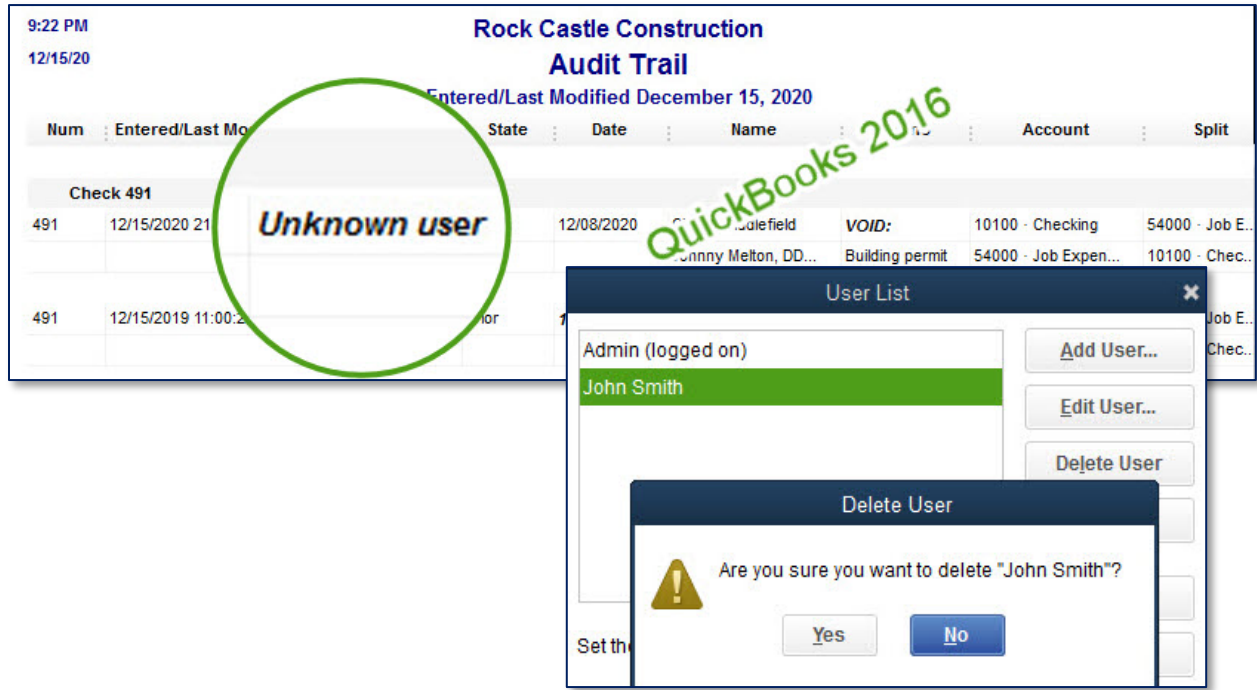 9:22 PM
Rock Castle Construction
12/15/20
Audit Trail
Entered/Last Modified December 15, 2020
QuickBooks 2016
Num Entered/Last Mo State Date Name Account Split
Check 491
491 12/15/2020 21 Unknown user 12/08/2020 VOID: 10100 · Checking 54000 · Job E..
Johnny Melton, DD... Building permit 54000 · Job Expen... 10100 · Chec..
491 12/15/2019 11:00:2 Job E..
Chec..
User List
Admin (logged on)
Add User...
John Smith
Edit User...
Delete User
Delete User
Are you sure you want to delete "John Smith"?
Yes No
Set the